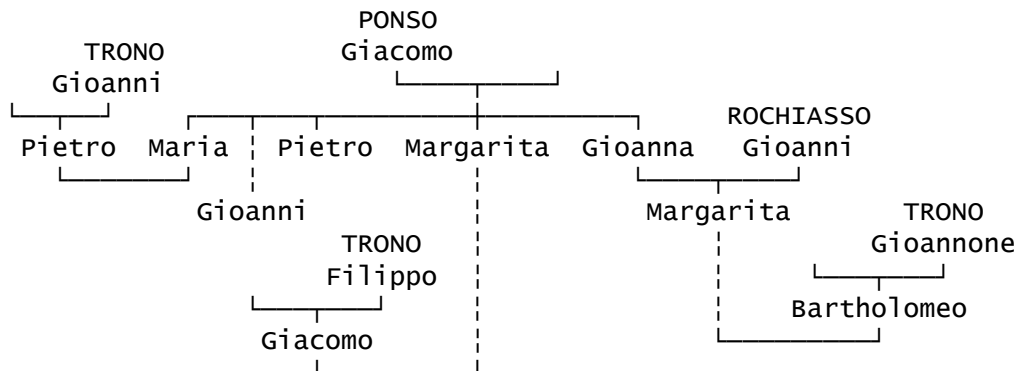 PONSO
TRONO Giacomo
Gioanni
ROCHIASSO
Pietro Maria Pietro Margarita Gioanna Gioanni
Gioanni Margarita TRONO
TRONO Gioannone
Filippo
Bartholomeo
Giacomo